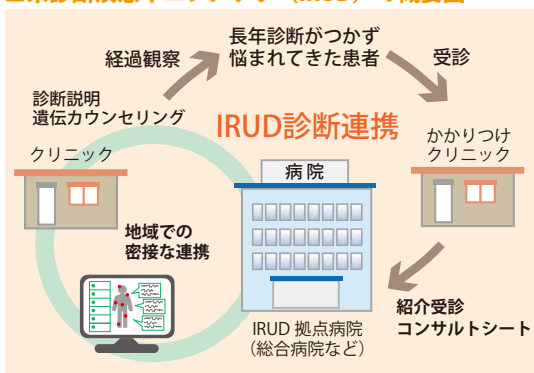 長年診断がつかず
悩まれてきた患者
経過観察
受診
診断説明
遺伝カウンセリング
IRUD診断連携
かかりつけ
クリニック
クリニック
病院
地域での
密接な連携
紹介受診
コンサルトシート
IRUD 拠点病院
（総合病院など）